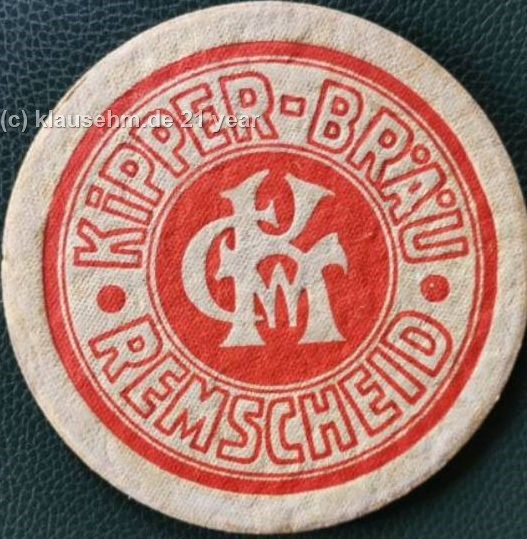 KiPPER-BRÄU
REMSCHEID
(c) klausehm.de 21 year